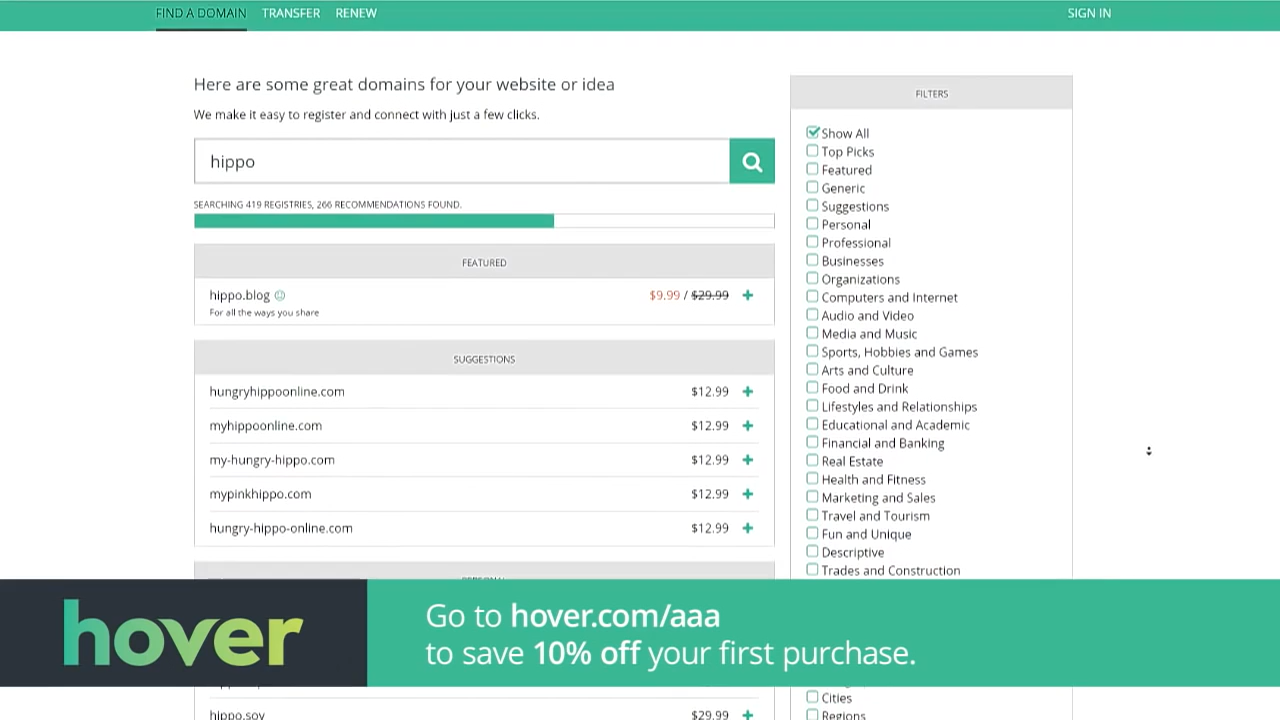 FIND A DOMAIN TRANSFER RENEW SIGN IN
Here are some great domains for your website or idea
We make it easy to register and connect with just a few clicks.
hippo
SEARCHING 419 REGISTRIES, 266 RECOMMENDATIONS FOUND.
FEATURED
hippo.blog $9.99 / $29.99
For all the ways you share
SUGGESTIONS
hungryhippoonline.com $12.99
myhippoonline.com $12.99
my-hungry-hippo.com $12.99
mypinkhippo.com $12.99
hungry-hippo-online.com $12.99
PERSONAL
hippo.soy $29.99
FILTERS
Show All
Top Picks
Featured
Generic
Suggestions
Personal
Professional
Businesses
Organizations
Computers and Internet
Audio and Video
Media and Music
Sports, Hobbies and Games
Arts and Culture
Food and Drink
Lifestyles and Relationships
Educational and Academic
Financial and Banking
Real Estate
Health and Fitness
Marketing and Sales
Travel and Tourism
Fun and Unique
Descriptive
Trades and Construction
Cities
Regions
hover
Go to hover.com/aaa
to save 10% off your first purchase.